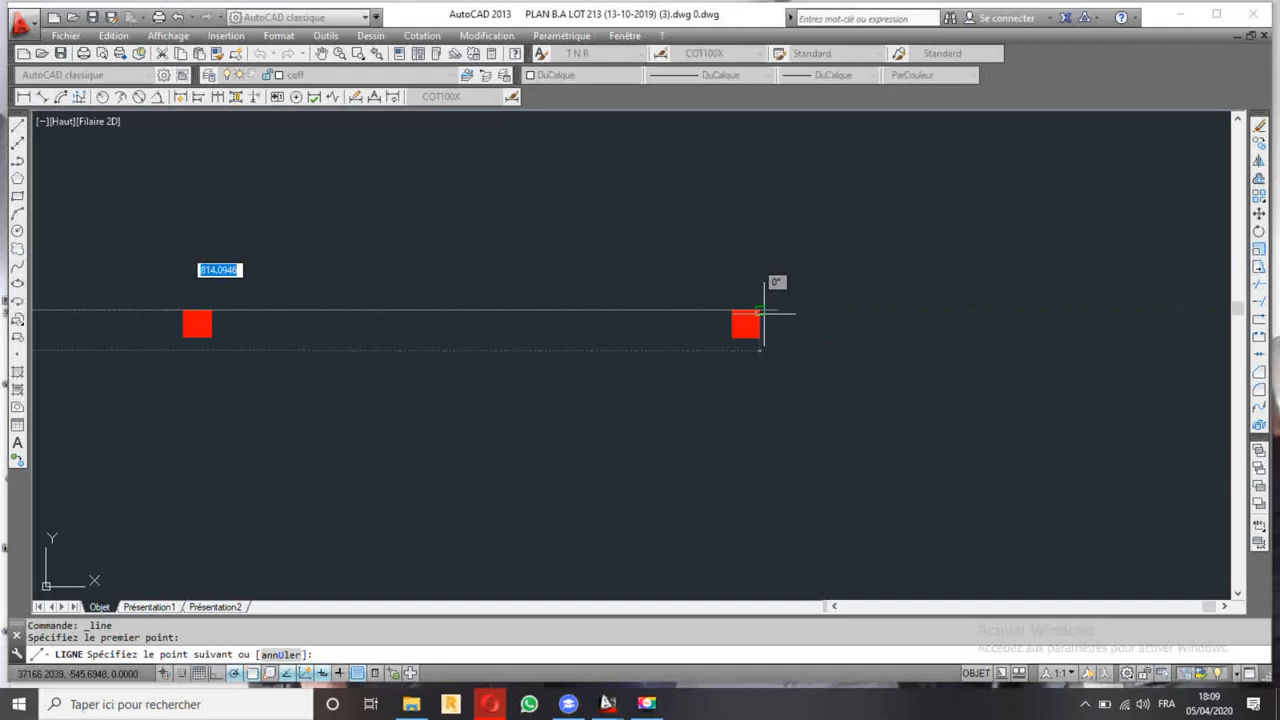 AutoCAD classique
AutoCAD 2013 PLAN B.A LOT 213 (13-10-2019) (3).dwg 0.dwg
Entrez mot-clé ou expression
Se connecter
Fichier Edition Affichage Insertion Format Outils Dessin Cotation Modification Paramétrique Fenêtre ?
T N R COT100X Standard Standard
AutoCAD classique coff DuCalque DuCalque DuCalque ParCouleur
COT100X
[−][Haut][Filaire 2D]
814.0946
0°
Y
X
Objet Présentation1 Présentation2
Commande: _line
Spécifiez le premier point:
LIGNE Spécifiez le point suivant ou [annUler]:
Activer Windows
Accédez aux paramètres pour activer Windows.
37166.2039, -545.6948, 0.0000
OBJET
1:1
Taper ici pour rechercher
FRA
18:09
05/04/2020